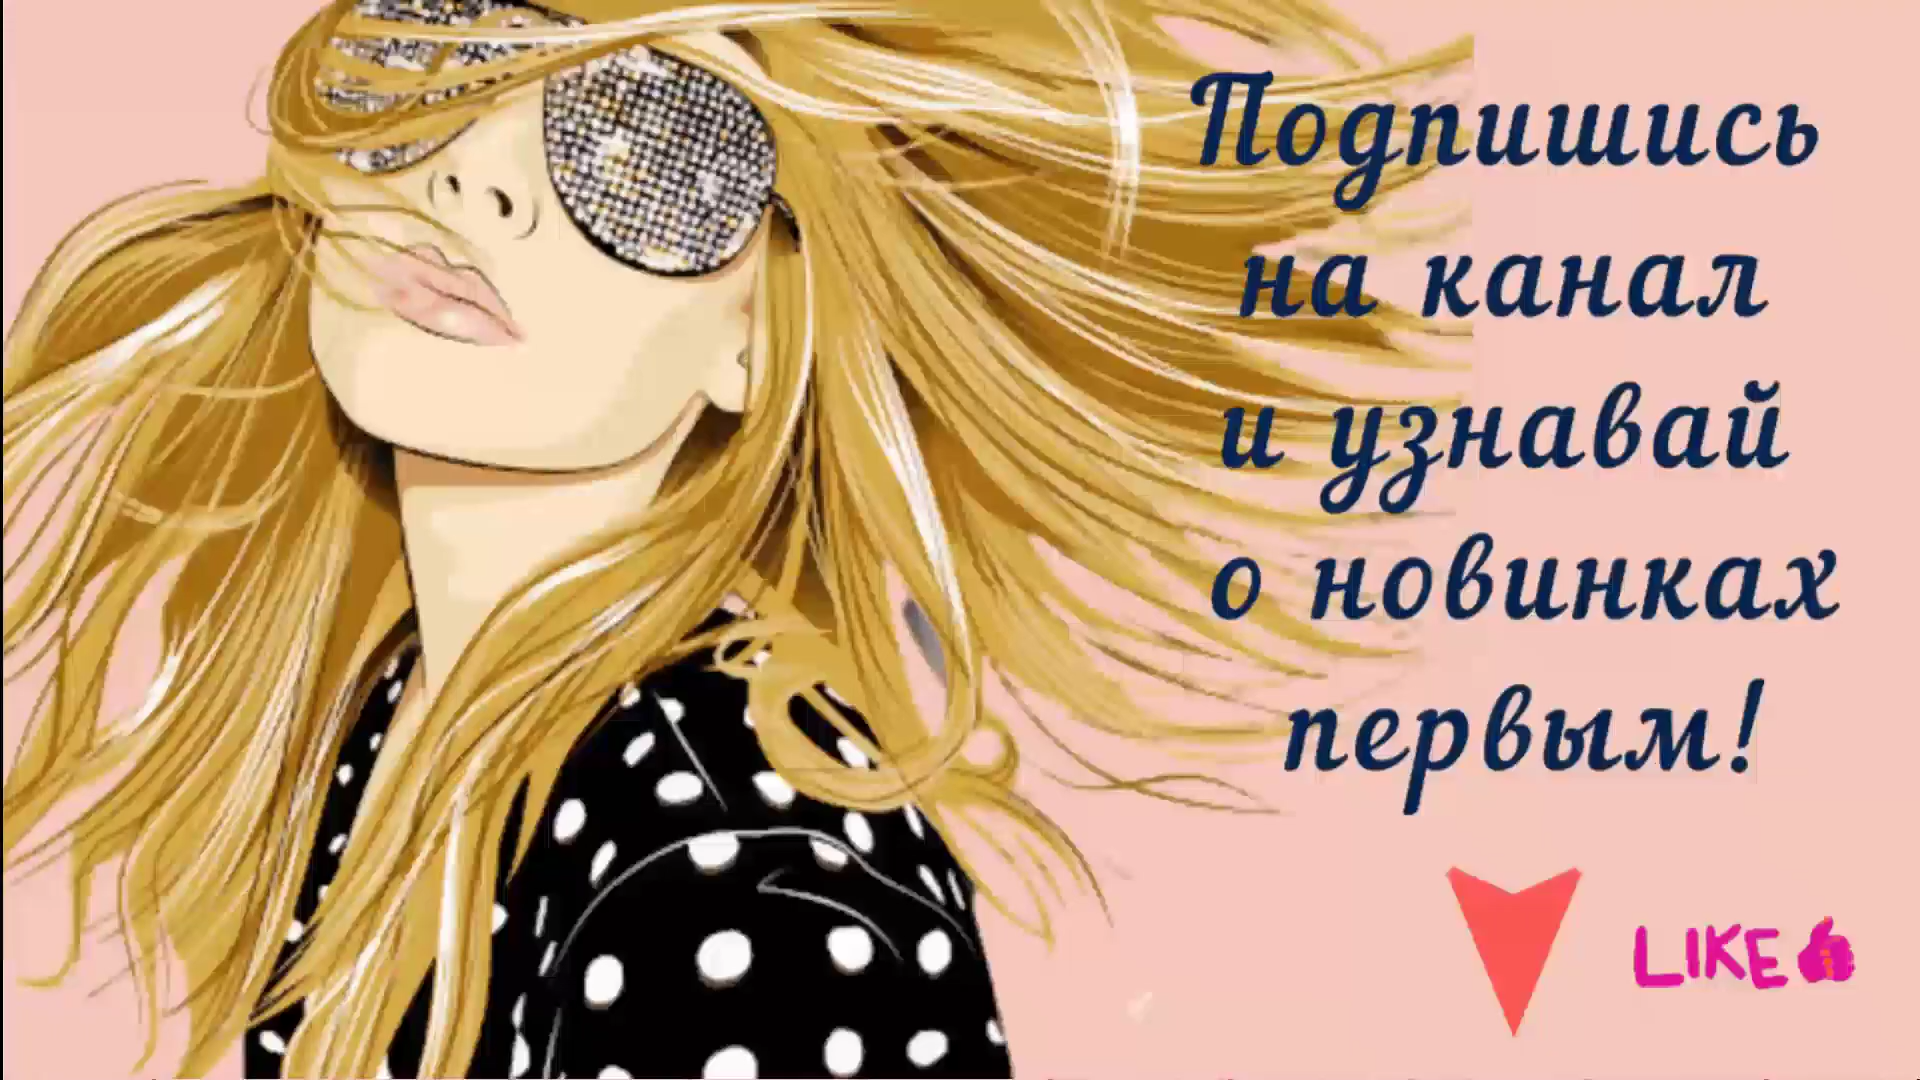 Подпишись
на канал
и узнавай
о новинках
первым!
LIKE